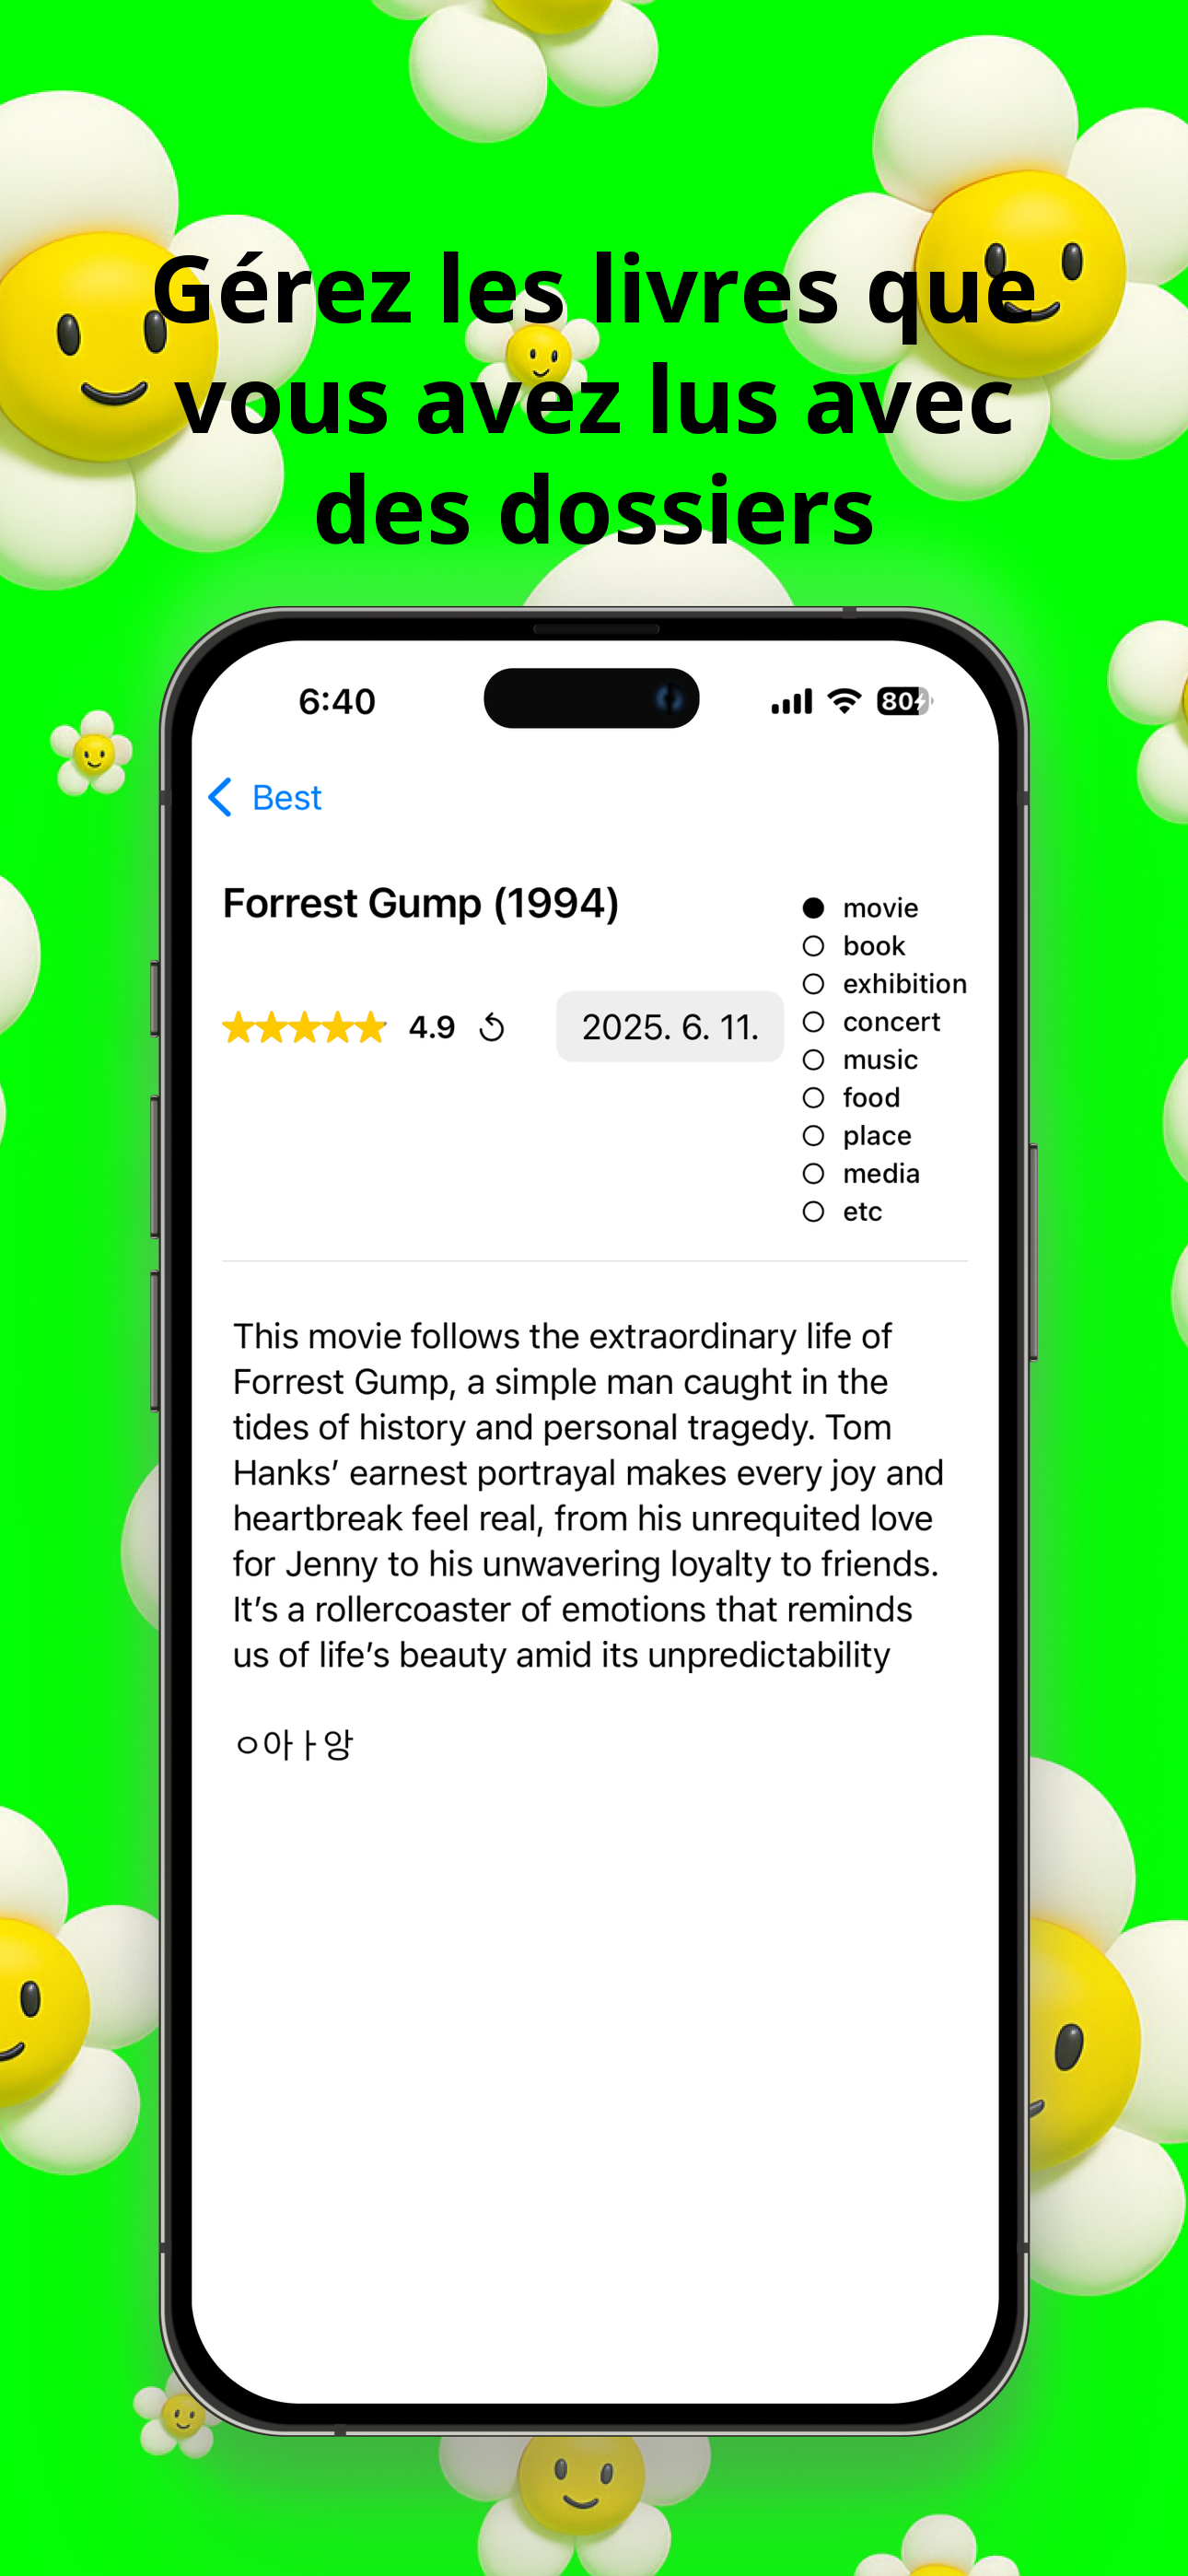 Gérez les livres que
vous avez lus avec
des dossiers
6:40
80
Best
Forrest Gump (1994)
4.9
2025. 6. 11.
movie
book
exhibition
concert
music
food
place
media
etc
This movie follows the extraordinary life of
Forrest Gump, a simple man caught in the
tides of history and personal tragedy. Tom
Hanks’ earnest portrayal makes every joy and
heartbreak feel real, from his unrequited love
for Jenny to his unwavering loyalty to friends.
It’s a rollercoaster of emotions that reminds
us of life’s beauty amid its unpredictability
ㅇ아ㅏ앙